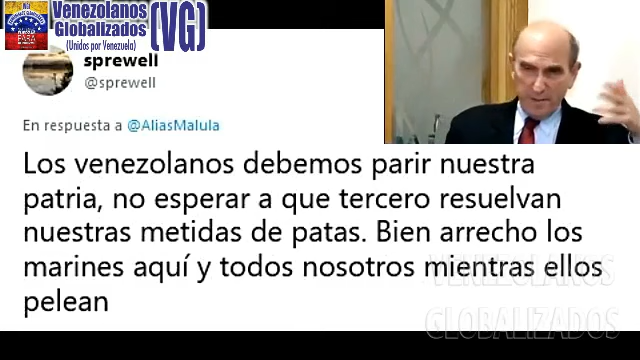 Venezolanos
Globalizados
(Unidos por Venezuela)
(VG)
sprewell
@sprewell
En respuesta a @AliasMalula
Los venezolanos debemos parir nuestra
patria, no esperar a que tercero resuelvan
nuestras metidas de patas. Bien arrecho los
marines aquí y todos nosotros mientras ellos
pelean
VENEZOLANOS
GLOBALIZADOS